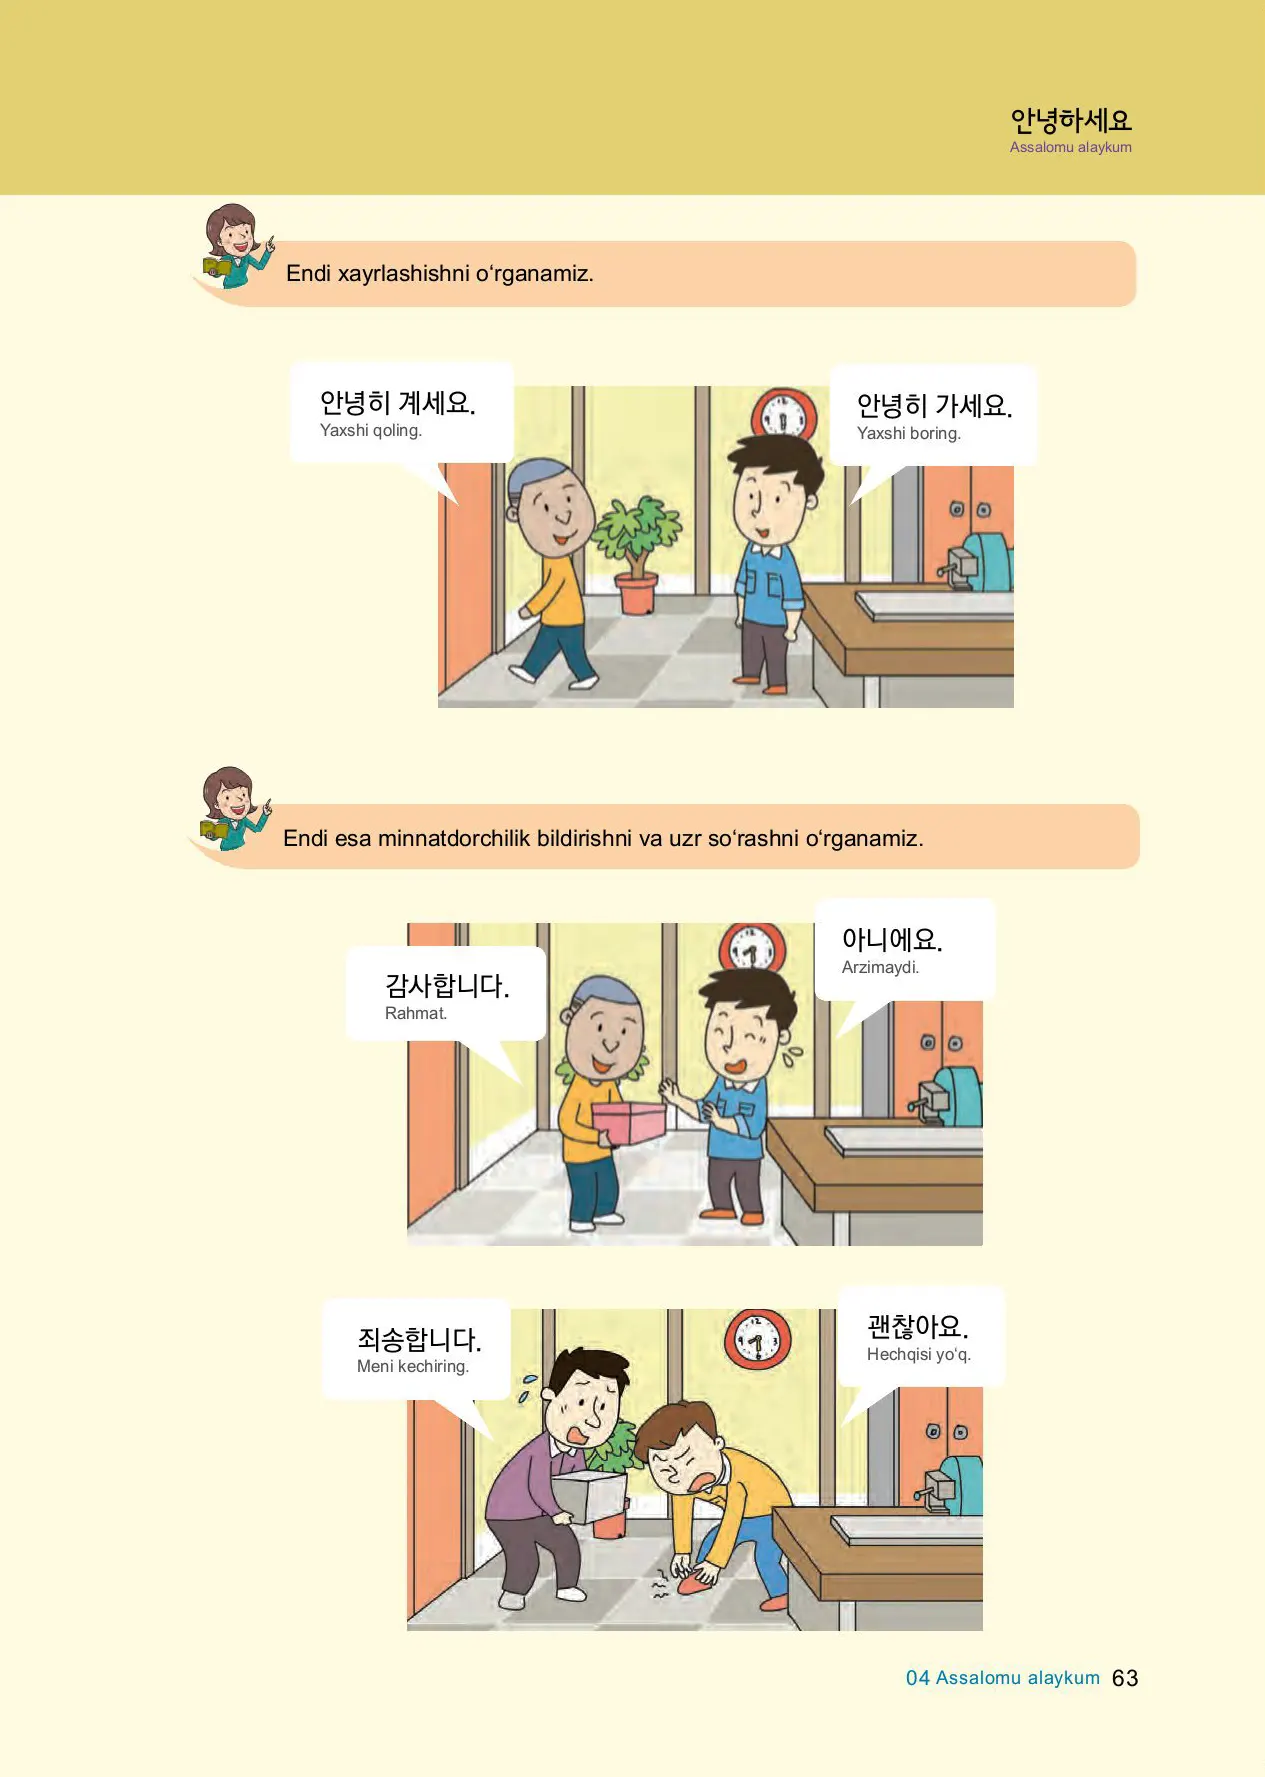 안녕하세요
Assalomu alaykum
Endi xayrlashishni o‘rganamiz.
안녕히 계세요.
Yaxshi qoling.
안녕히 가세요.
Yaxshi boring.
Endi esa minnatdorchilik bildirishni va uzr so‘rashni o‘rganamiz.
감사합니다.
Rahmat.
아니에요.
Arzimaydi.
죄송합니다.
Meni kechiring.
괜찮아요.
Hechqisi yo‘q.
04 Assalomu alaykum 63